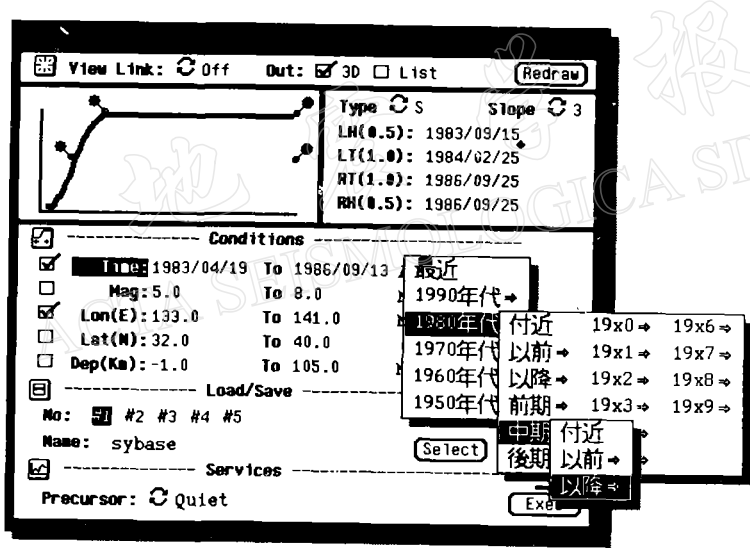 View Link: Off Out: 3D List Redraw
Type S Slope 3
LH(0.5): 1983/09/15
LT(1.0): 1984/02/25
RT(1.0): 1986/09/25
RH(0.5): 1986/09/25
Conditions
Time: 1983/04/19 To 1986/09/13
Mag: 5.0 To 8.0
Lon(E): 133.0 To 141.0
Lat(N): 32.0 To 40.0
Dep(Km): -1.0 To 105.0
最近
1990年代⇒
1980年代
1970年代
1960年代
1950年代
付近 19x0⇒ 19x6⇒
以前⇒ 19x1⇒ 19x7⇒
以降⇒ 19x2⇒ 19x8⇒
前期⇒ 19x3⇒ 19x9⇒
中期
後期
付近
以前⇒
以降⇒
Load/Save
No: #1 #2 #3 #4 #5
Name: sybase
Select
Services
Precursor: Quiet
Exe
ACTA SEISMOLOGICA SI
地震学报